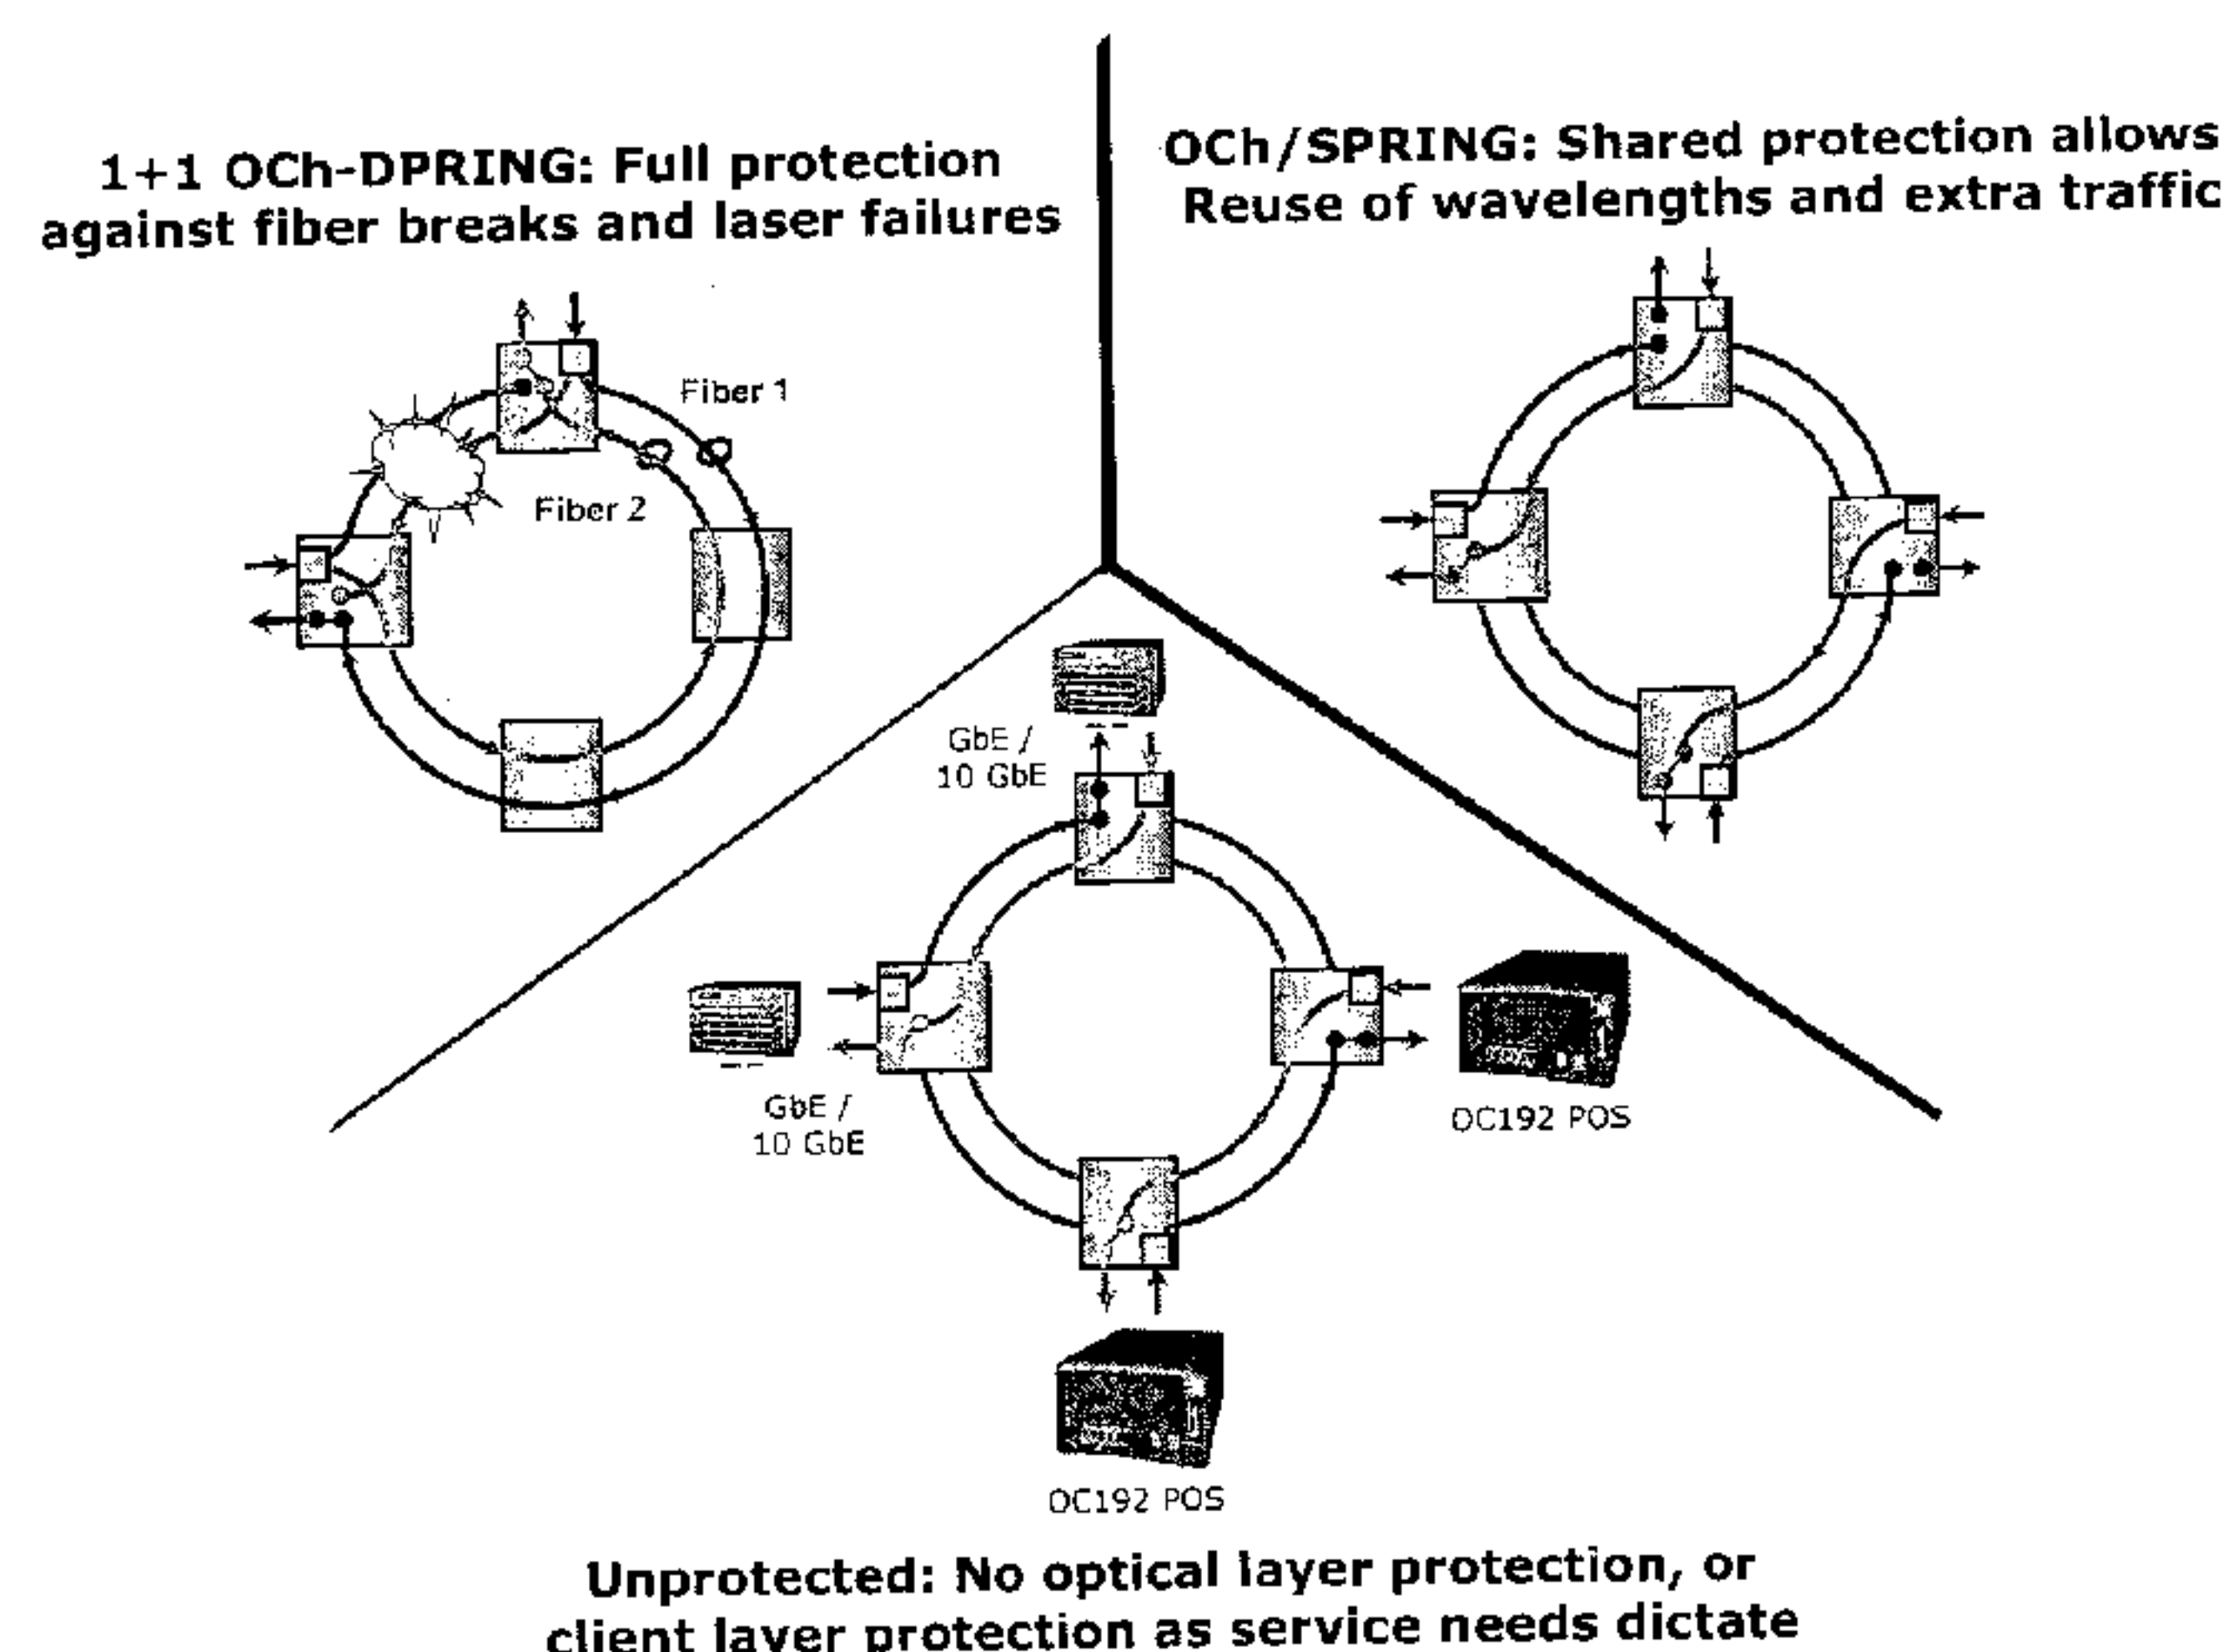 1+1 OCh-DPRING: Full protection
against fiber breaks and laser failures
OCh/SPRING: Shared protection allows
Reuse of wavelengths and extra traffic
Fiber 1
Fiber 2
GbE /
10 GbE
GbE /
10 GbE
OC192 POS
OC192 POS
Unprotected: No optical layer protection, or
client layer protection as service needs dictate